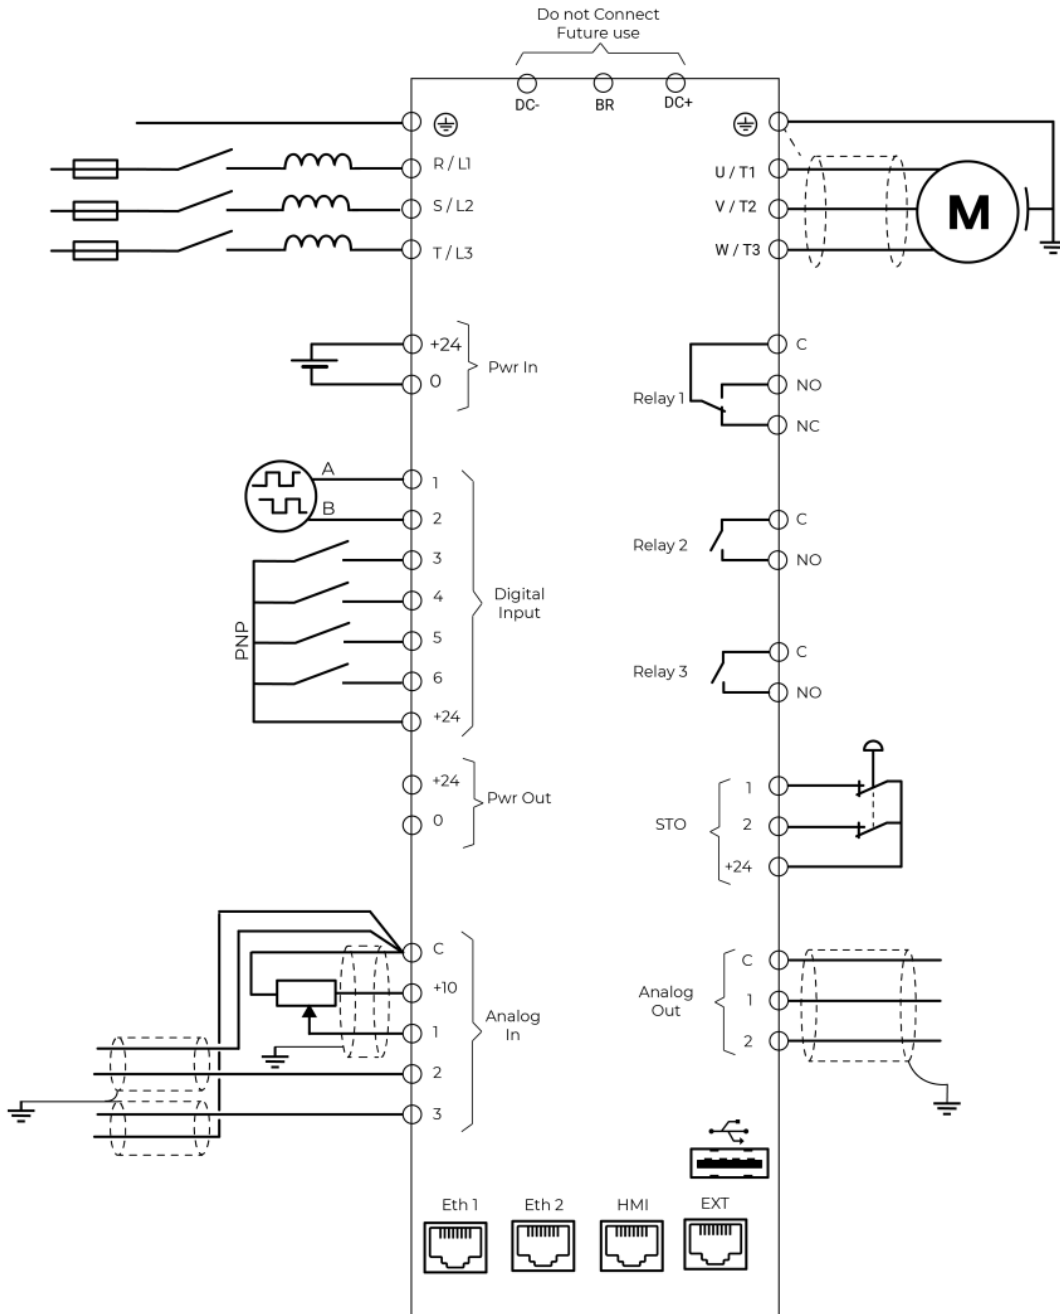 Do not Connect
Future use
DC-
BR
DC+
R / L1
S / L2
T / L3
U / T1
V / T2
W / T3
M
+24
0
Pwr In
C
NO
NC
Relay 1
A
B
1
2
3
4
5
6
+24
PNP
Digital
Input
C
NO
Relay 2
C
NO
Relay 3
+24
0
Pwr Out
1
2
+24
STO
C
+10
1
2
3
Analog
In
C
1
2
Analog
Out
Eth 1
Eth 2
HMI
EXT